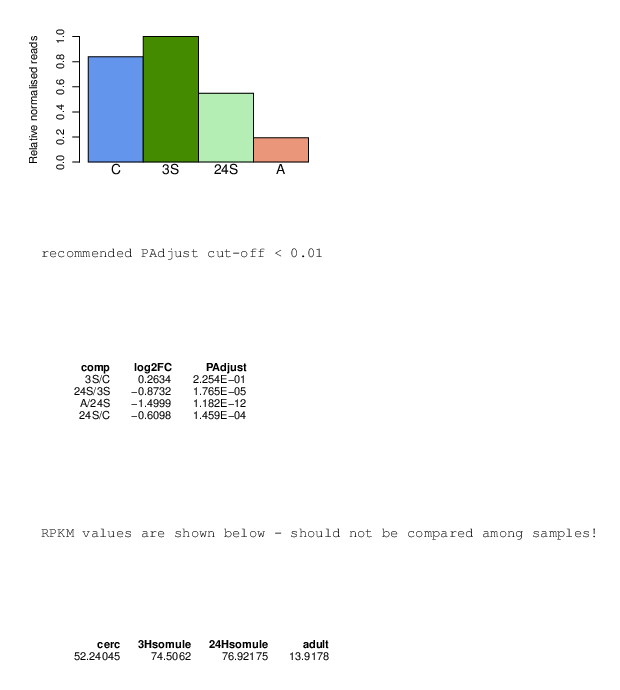 Relative normalised reads
1.0
0.8
0.6
0.4
0.2
0.0
C 3S 24S A
recommended PAdjust cut-off < 0.01
comp log2FC PAdjust
3S/C 0.2634 2.254E−01
24S/3S −0.8732 1.765E−05
A/24S −1.4999 1.182E−12
24S/C −0.6098 1.459E−04
RPKM values are shown below - should not be compared among samples!
cerc 3Hsomule 24Hsomule adult
52.24045 74.5062 76.92175 13.9178